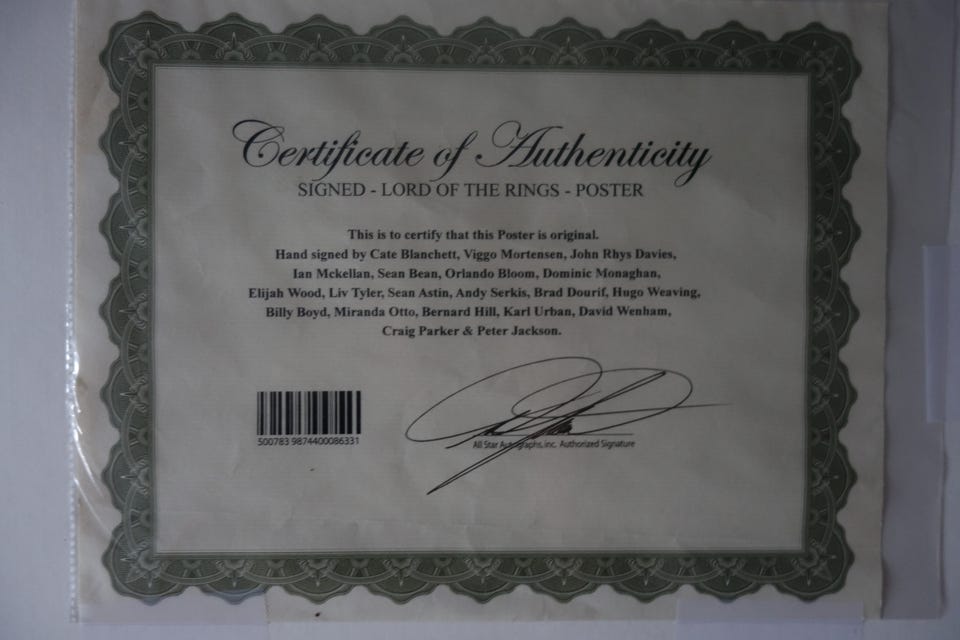 Certificate of Authenticity
SIGNED - LORD OF THE RINGS - POSTER
This is to certify that this Poster is original.
Hand signed by Cate Blanchett, Viggo Mortensen, John Rhys Davies,
Ian Mckellan, Sean Bean, Orlando Bloom, Dominic Monaghan,
Elijah Wood, Liv Tyler, Sean Astin, Andy Serkis, Brad Dourif, Hugo Weaving,
Billy Boyd, Miranda Otto, Bernard Hill, Karl Urban, David Wenham,
Craig Parker & Peter Jackson.
500783 9874400086331
All Star Autographs, inc. Authorized Signature